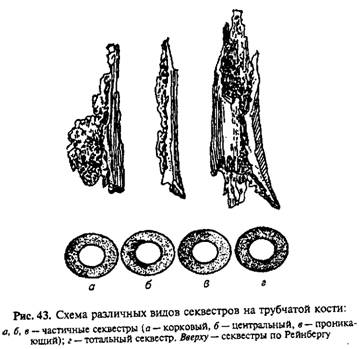 а б в г
Рис. 43. Схема различных видов секвестров на трубчатой кости:
а, б, в — частичные секвестры (а — корковый, б — центральный, в — проника-
ющий); г — тотальный секвестр. Вверху — секвестры по Рейнбергу